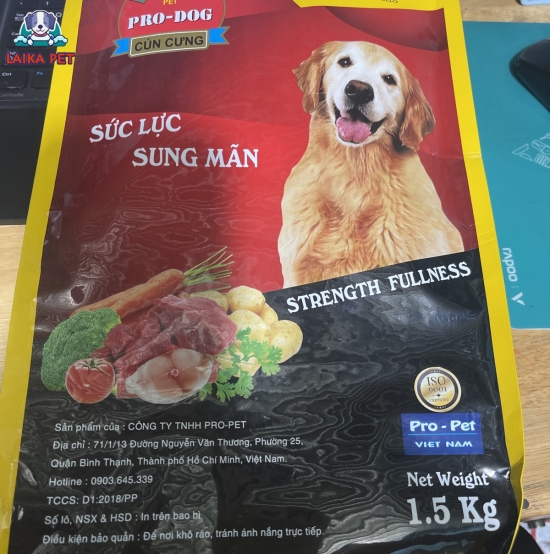 PET
PRO-DOG
CÚN CƯNG
LAIKA PET
SỨC LỰC
SUNG MÃN
STRENGTH FULLNESS
ISO
9001
Sản phẩm của : CÔNG TY TNHH PRO-PET
Địa chỉ : 71/1/13 Đường Nguyễn Văn Thương, Phường 25,
Quận Bình Thạnh, Thành phố Hồ Chí Minh, Việt Nam.
Hotline : 0903.645.339
TCCS: D1:2018/PP
Số lô, NSX & HSD : In trên bao bì
Điều kiện bảo quản : Để nơi khô ráo, tránh ánh nắng trực tiếp.
Pro - Pet
VIỆT NAM
Net Weight
1.5 Kg
rapoo
Ctrl